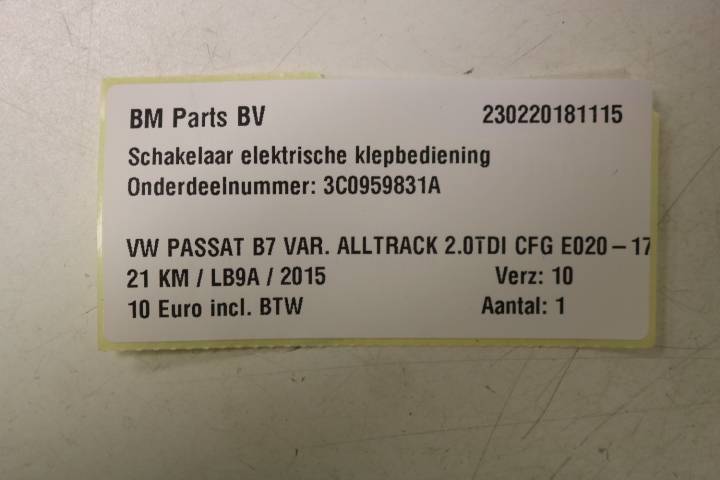 BM Parts BV 230220181115
Schakelaar elektrische klepbediening
Onderdeelnummer: 3C0959831A
VW PASSAT B7 VAR. ALLTRACK 2.0TDI CFG E020-17
21 KM / LB9A / 2015 Verz: 10
10 Euro incl. BTW Aantal: 1